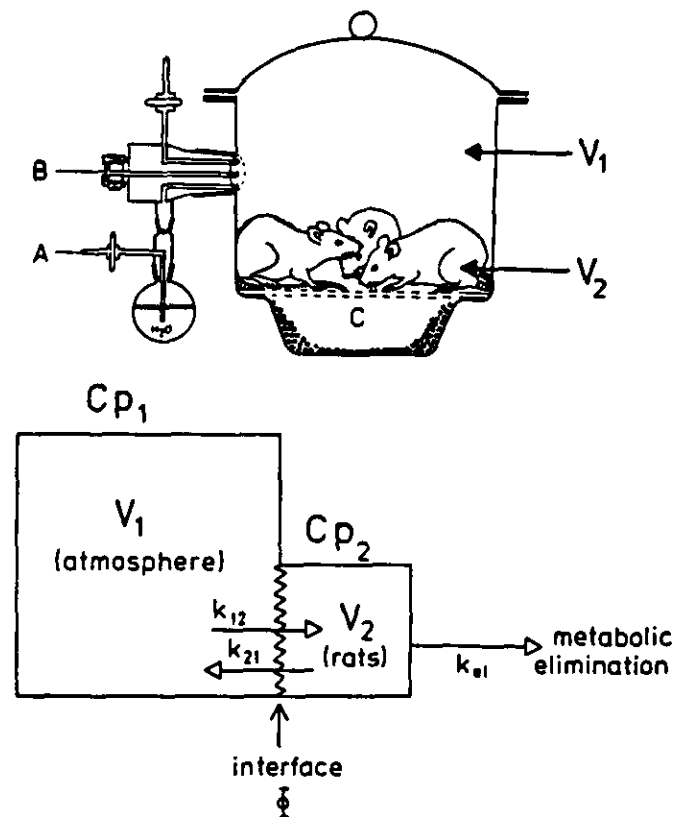 B
V₁
A
V₂
H₂O
C
Cp₁
V₁
(atmosphere)
Cp₂
k₁₂
V₂
k₂₁
(rats)
kₑₗ
metabolic
elimination
interface
Φ